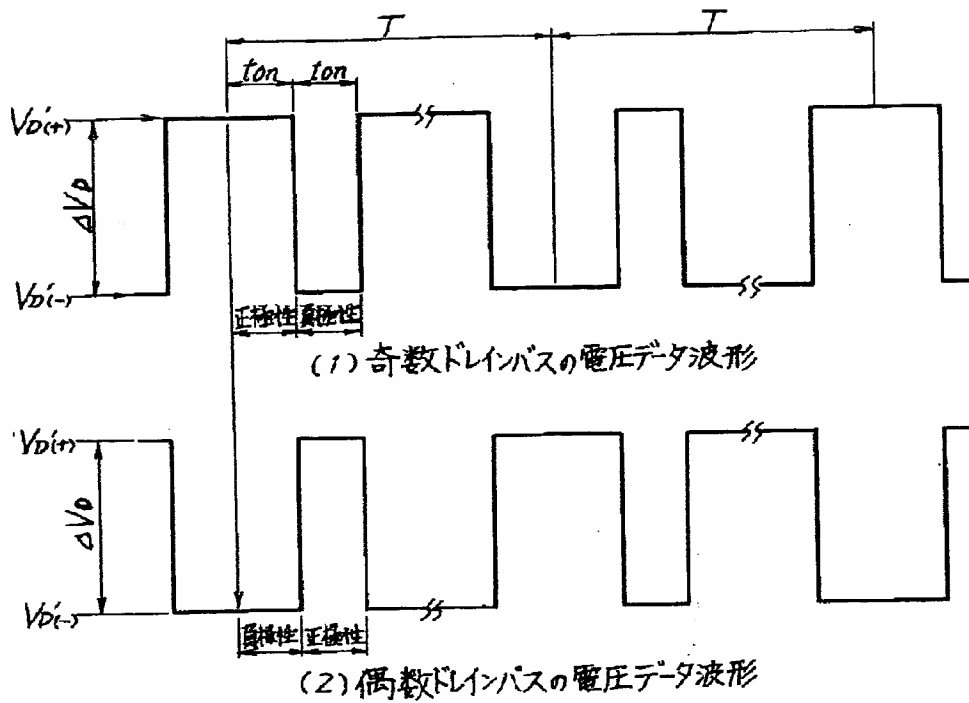 T T
ton ton
VD'(+)
ΔVD
VD'(-)
正極性 負極性
(1) 奇数ドレインバスの電圧データ波形
VD'(+)
ΔVD
VD'(-)
負極性 正極性
(2) 偶数ドレインバスの電圧データ波形